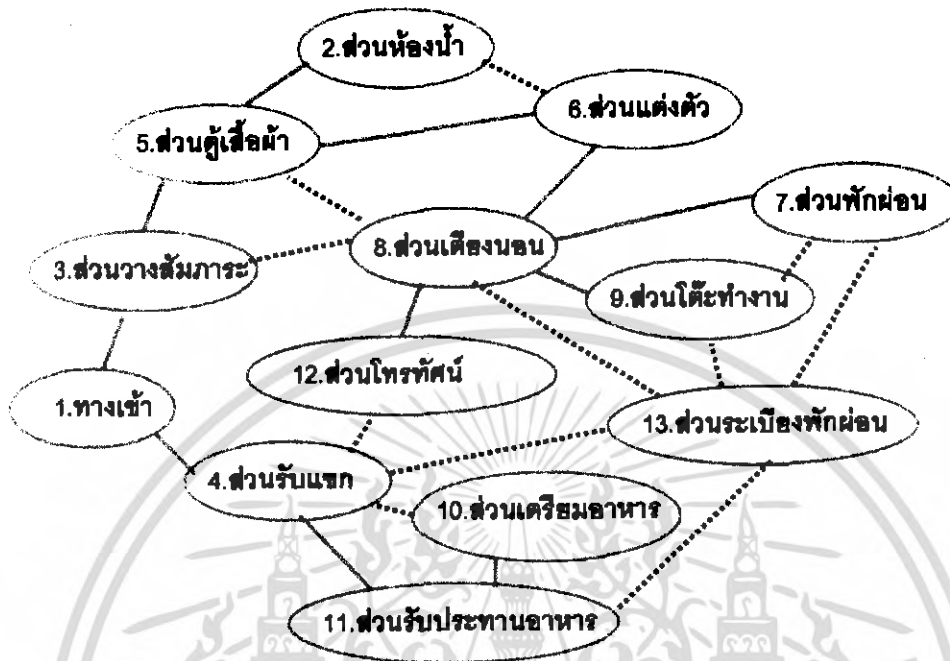 2.ส่วนห้องน้ำ
6.ส่วนแต่งตัว
5.ส่วนตู้เสื้อผ้า
7.ส่วนพักผ่อน
8.ส่วนเตียงนอน
3.ส่วนวางสัมภาระ
9.ส่วนโต๊ะทำงาน
12.ส่วนโทรทัศน์
1.ทางเข้า
13.ส่วนระเบียงพักผ่อน
4.ส่วนรับแขก
10.ส่วนเตรียมอาหาร
11.ส่วนรับประทานอาหาร